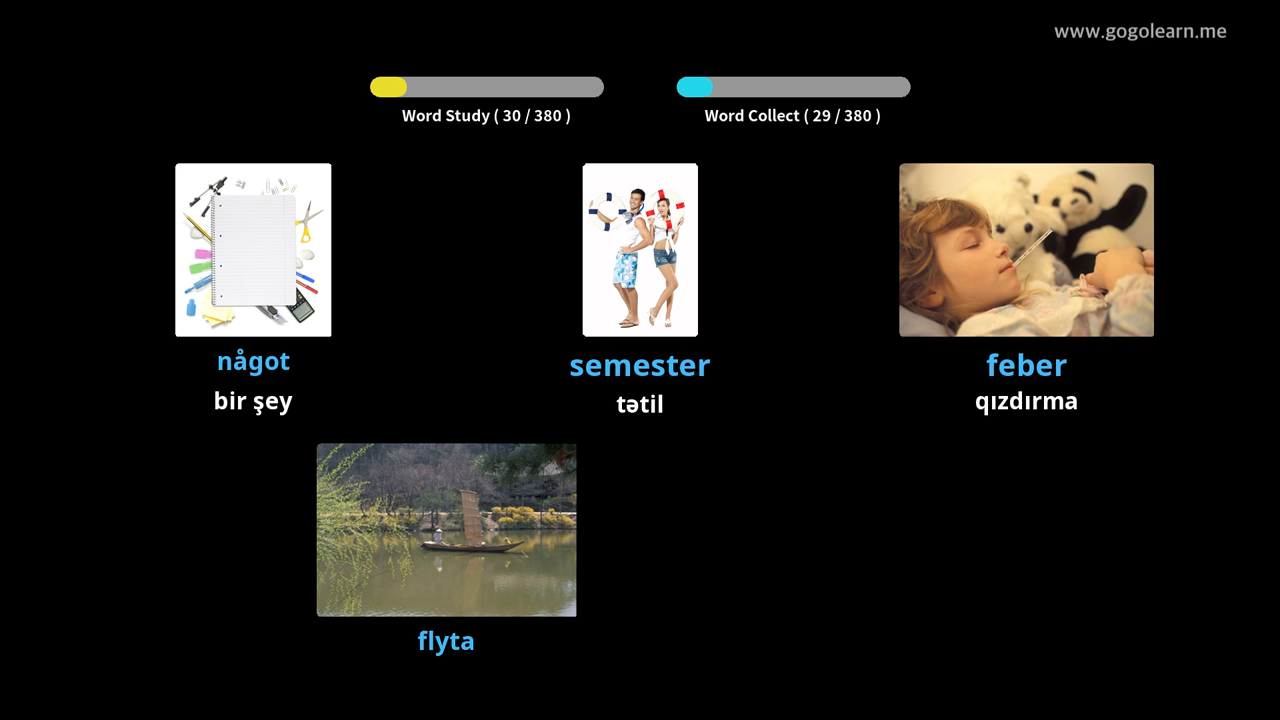 www.gogolearn.me
Word Study ( 30 / 380 )
Word Collect ( 29 / 380 )
något
bir şey
semester
tətil
feber
qızdırma
flyta